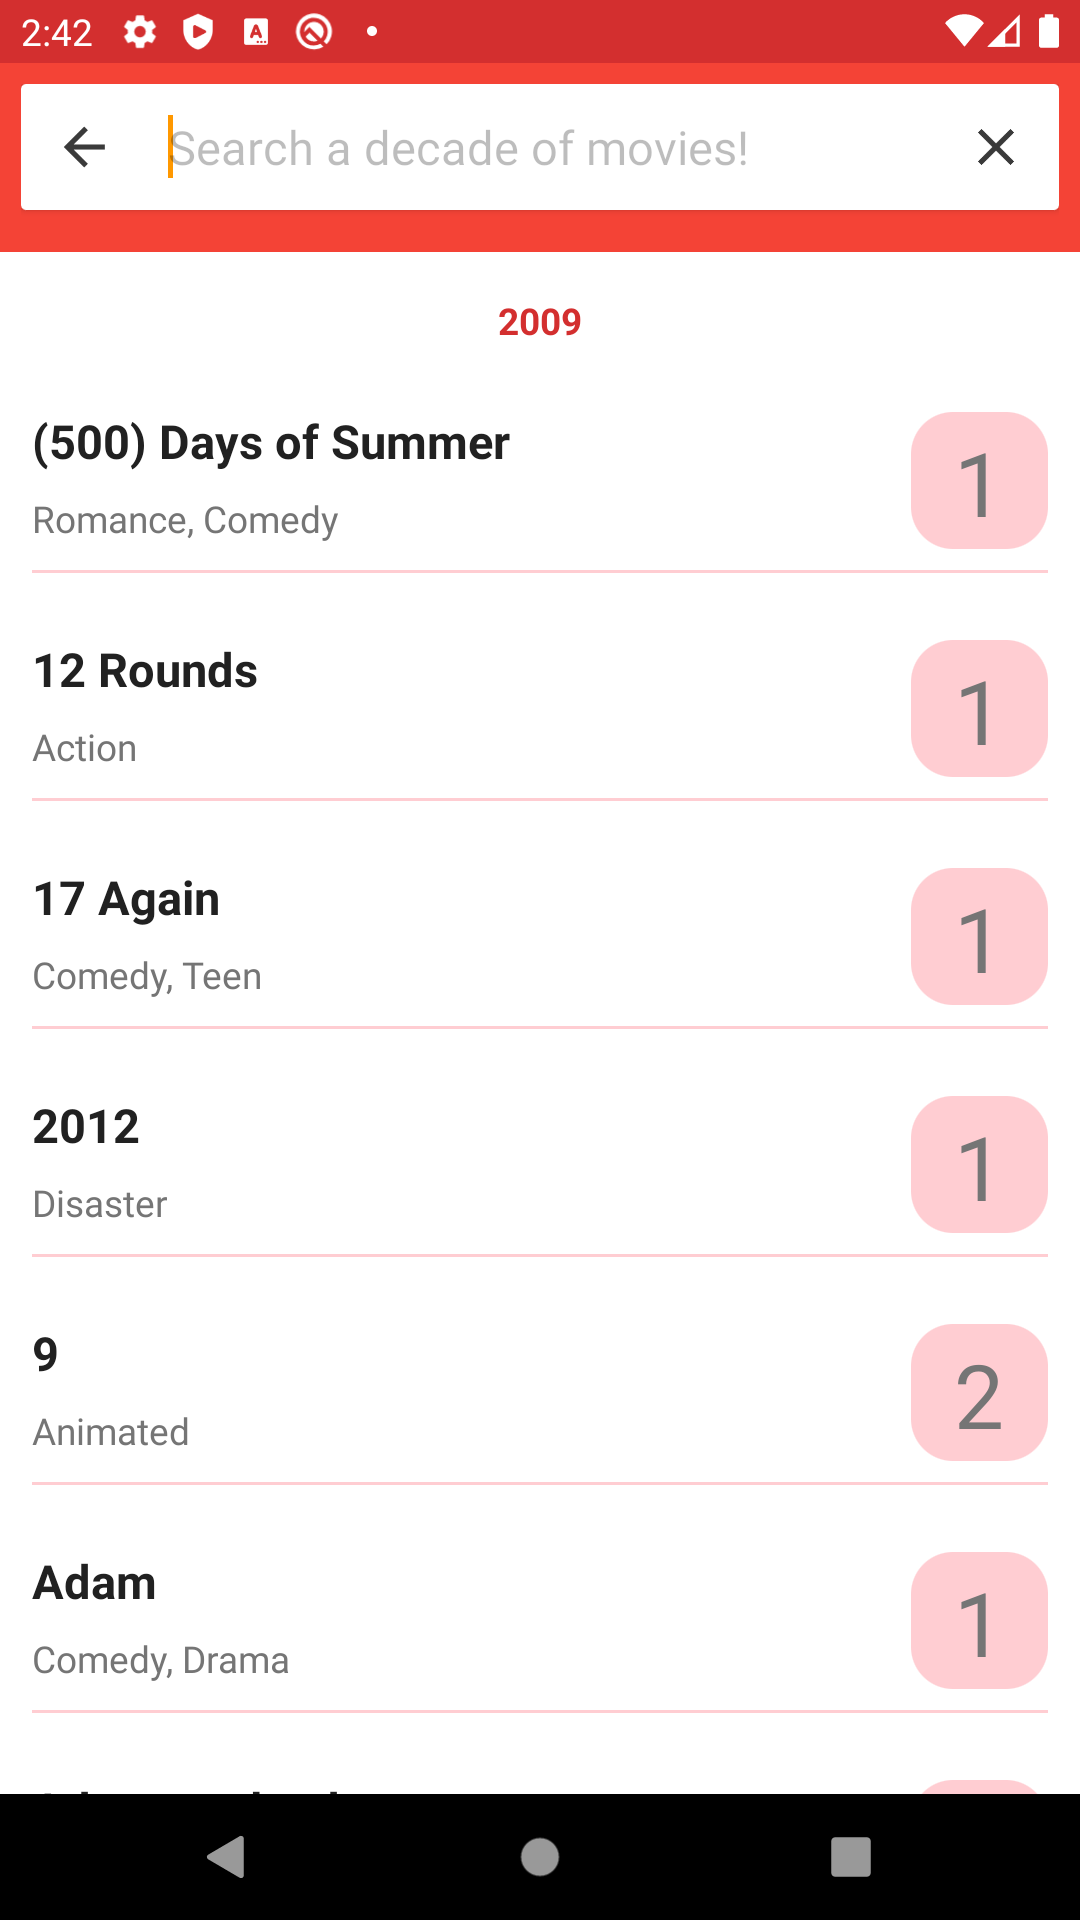 2:42
Search a decade of movies!
2009
(500) Days of Summer
1
Romance, Comedy
12 Rounds
1
Action
17 Again
1
Comedy, Teen
2012
1
Disaster
9
2
Animated
Adam
1
Comedy, Drama